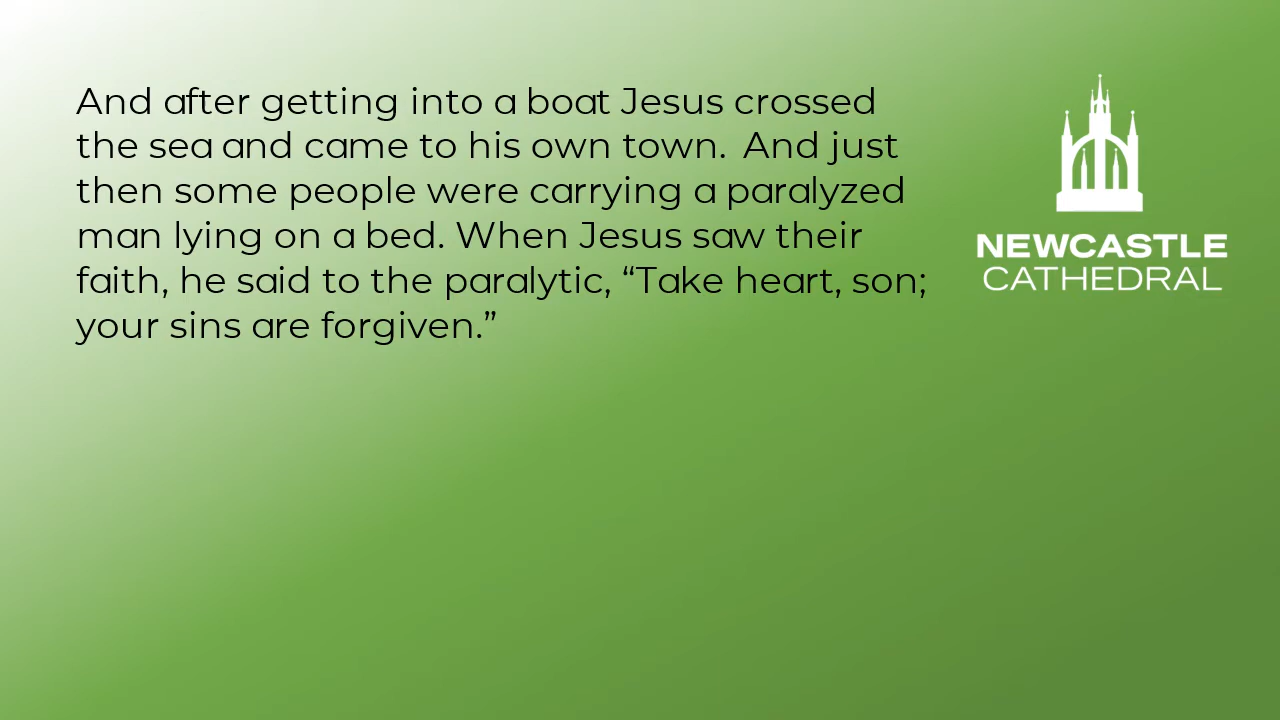 And after getting into a boat Jesus crossed
the sea and came to his own town.  And just
then some people were carrying a paralyzed
man lying on a bed. When Jesus saw their
faith, he said to the paralytic, “Take heart, son;
your sins are forgiven.”
NEWCASTLE
CATHEDRAL